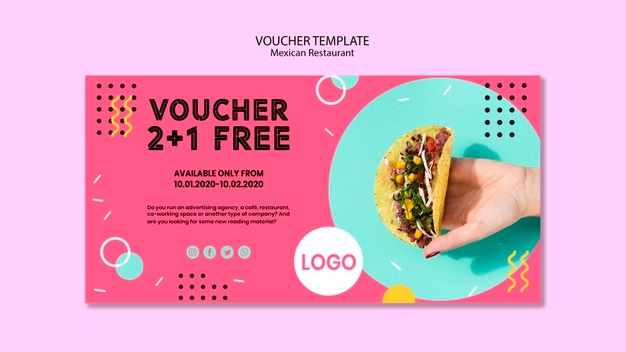 VOUCHER TEMPLATE
Mexican Restaurant
VOUCHER
2+1 FREE
AVAILABLE ONLY FROM
10.01.2020-10.02.2020
Do you run an advertising agency, a café, restaurant,
co-working space or another type of company? And
are you looking for some new reading material?
LOGO